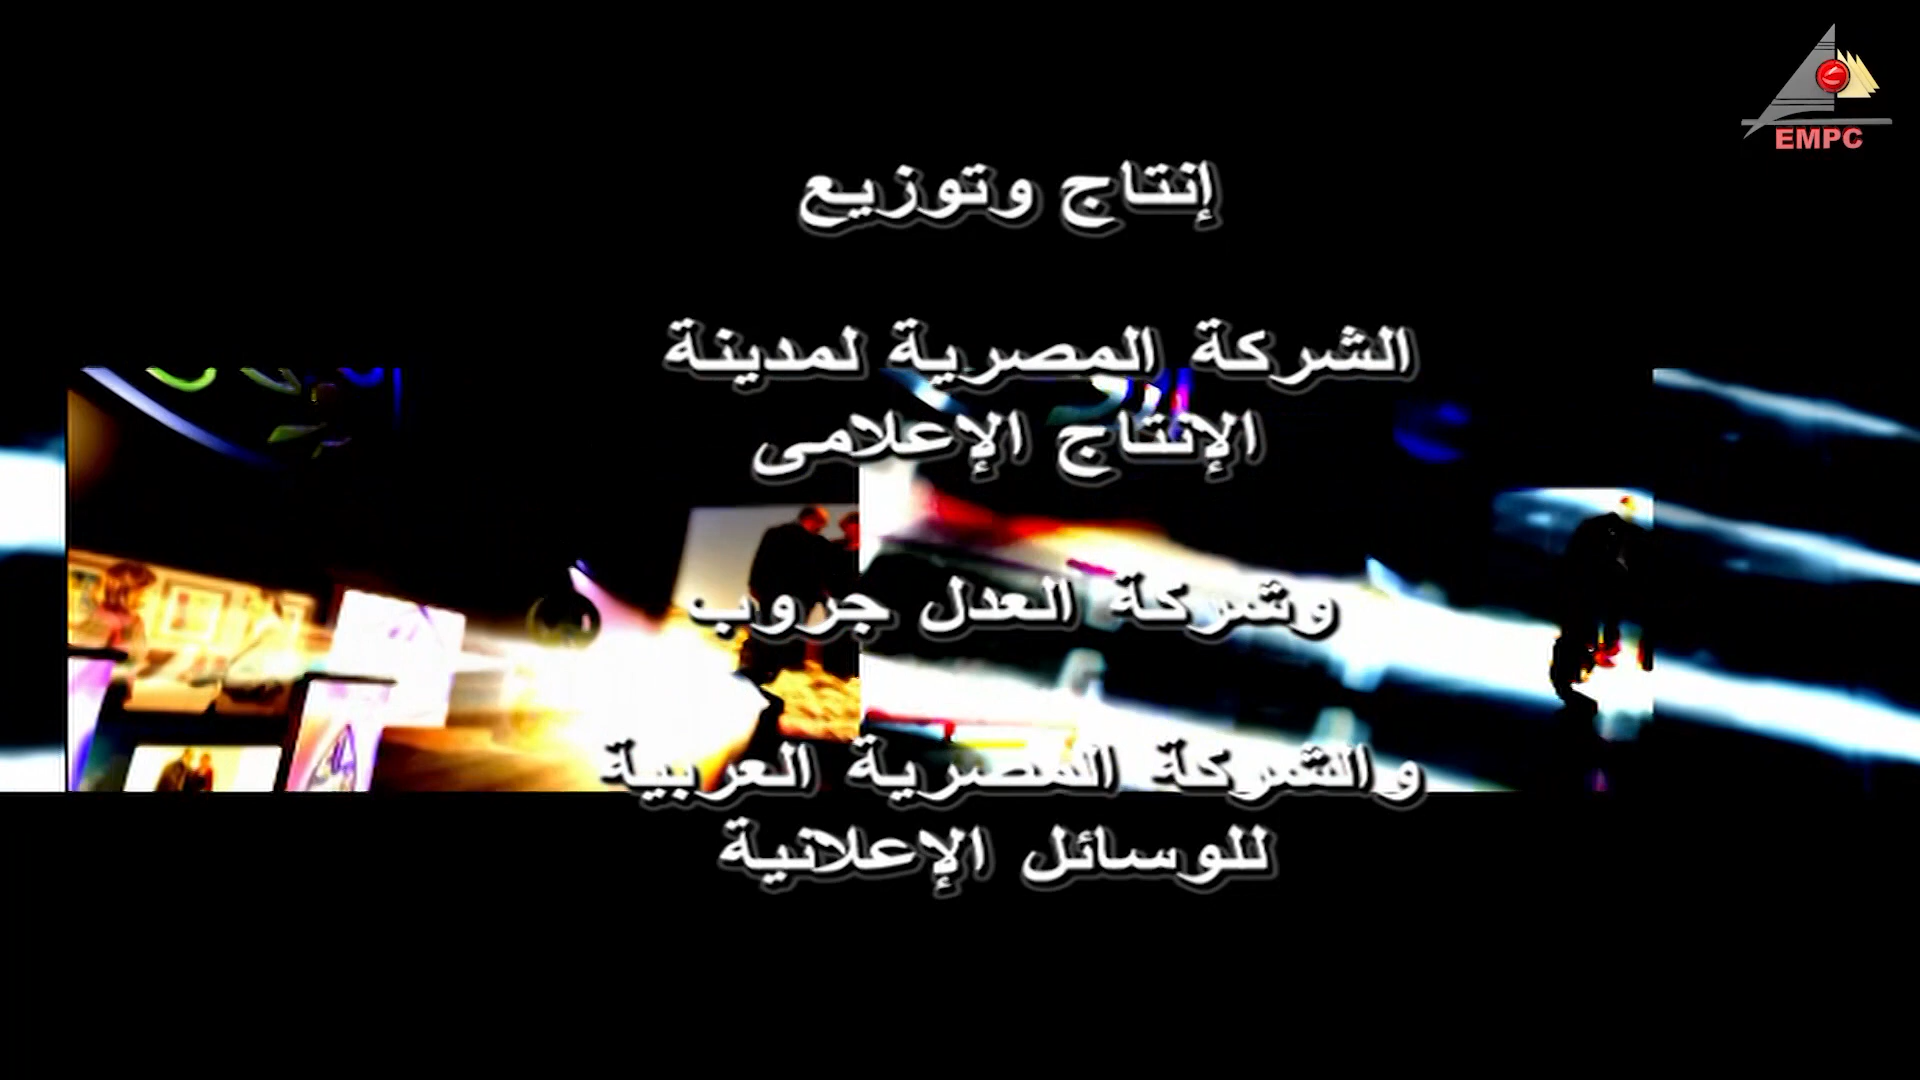 EMPC
إنتاج وتوزيع
الشركة المصرية لمدينة
الإنتاج الإعلامى
وشركة العدل جروب
والشركة المصرية العربية
للوسائل الإعلانية